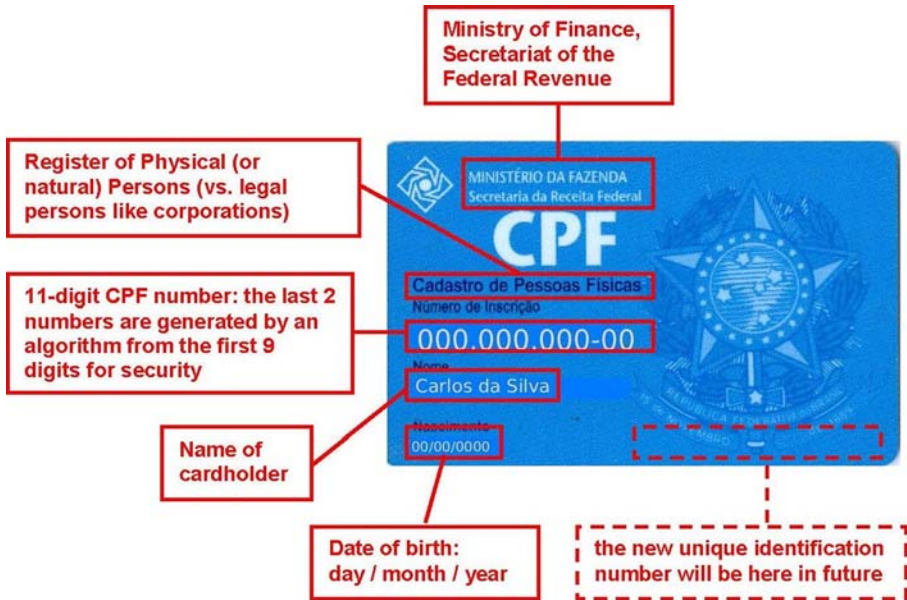 Ministry of Finance,
Secretariat of the
Federal Revenue
Register of Physical (or
natural) Persons (vs. legal
persons like corporations)
11-digit CPF number: the last 2
numbers are generated by an
algorithm from the first 9
digits for security
Name of
cardholder
Date of birth:
day / month / year
the new unique identification
number will be here in future
MINISTÉRIO DA FAZENDA
Secretaria da Receita Federal
CPF
Cadastro de Pessoas Físicas
Número de Inscrição
000.000.000-00
Nome
Carlos da Silva
Nascimento
00/00/0000